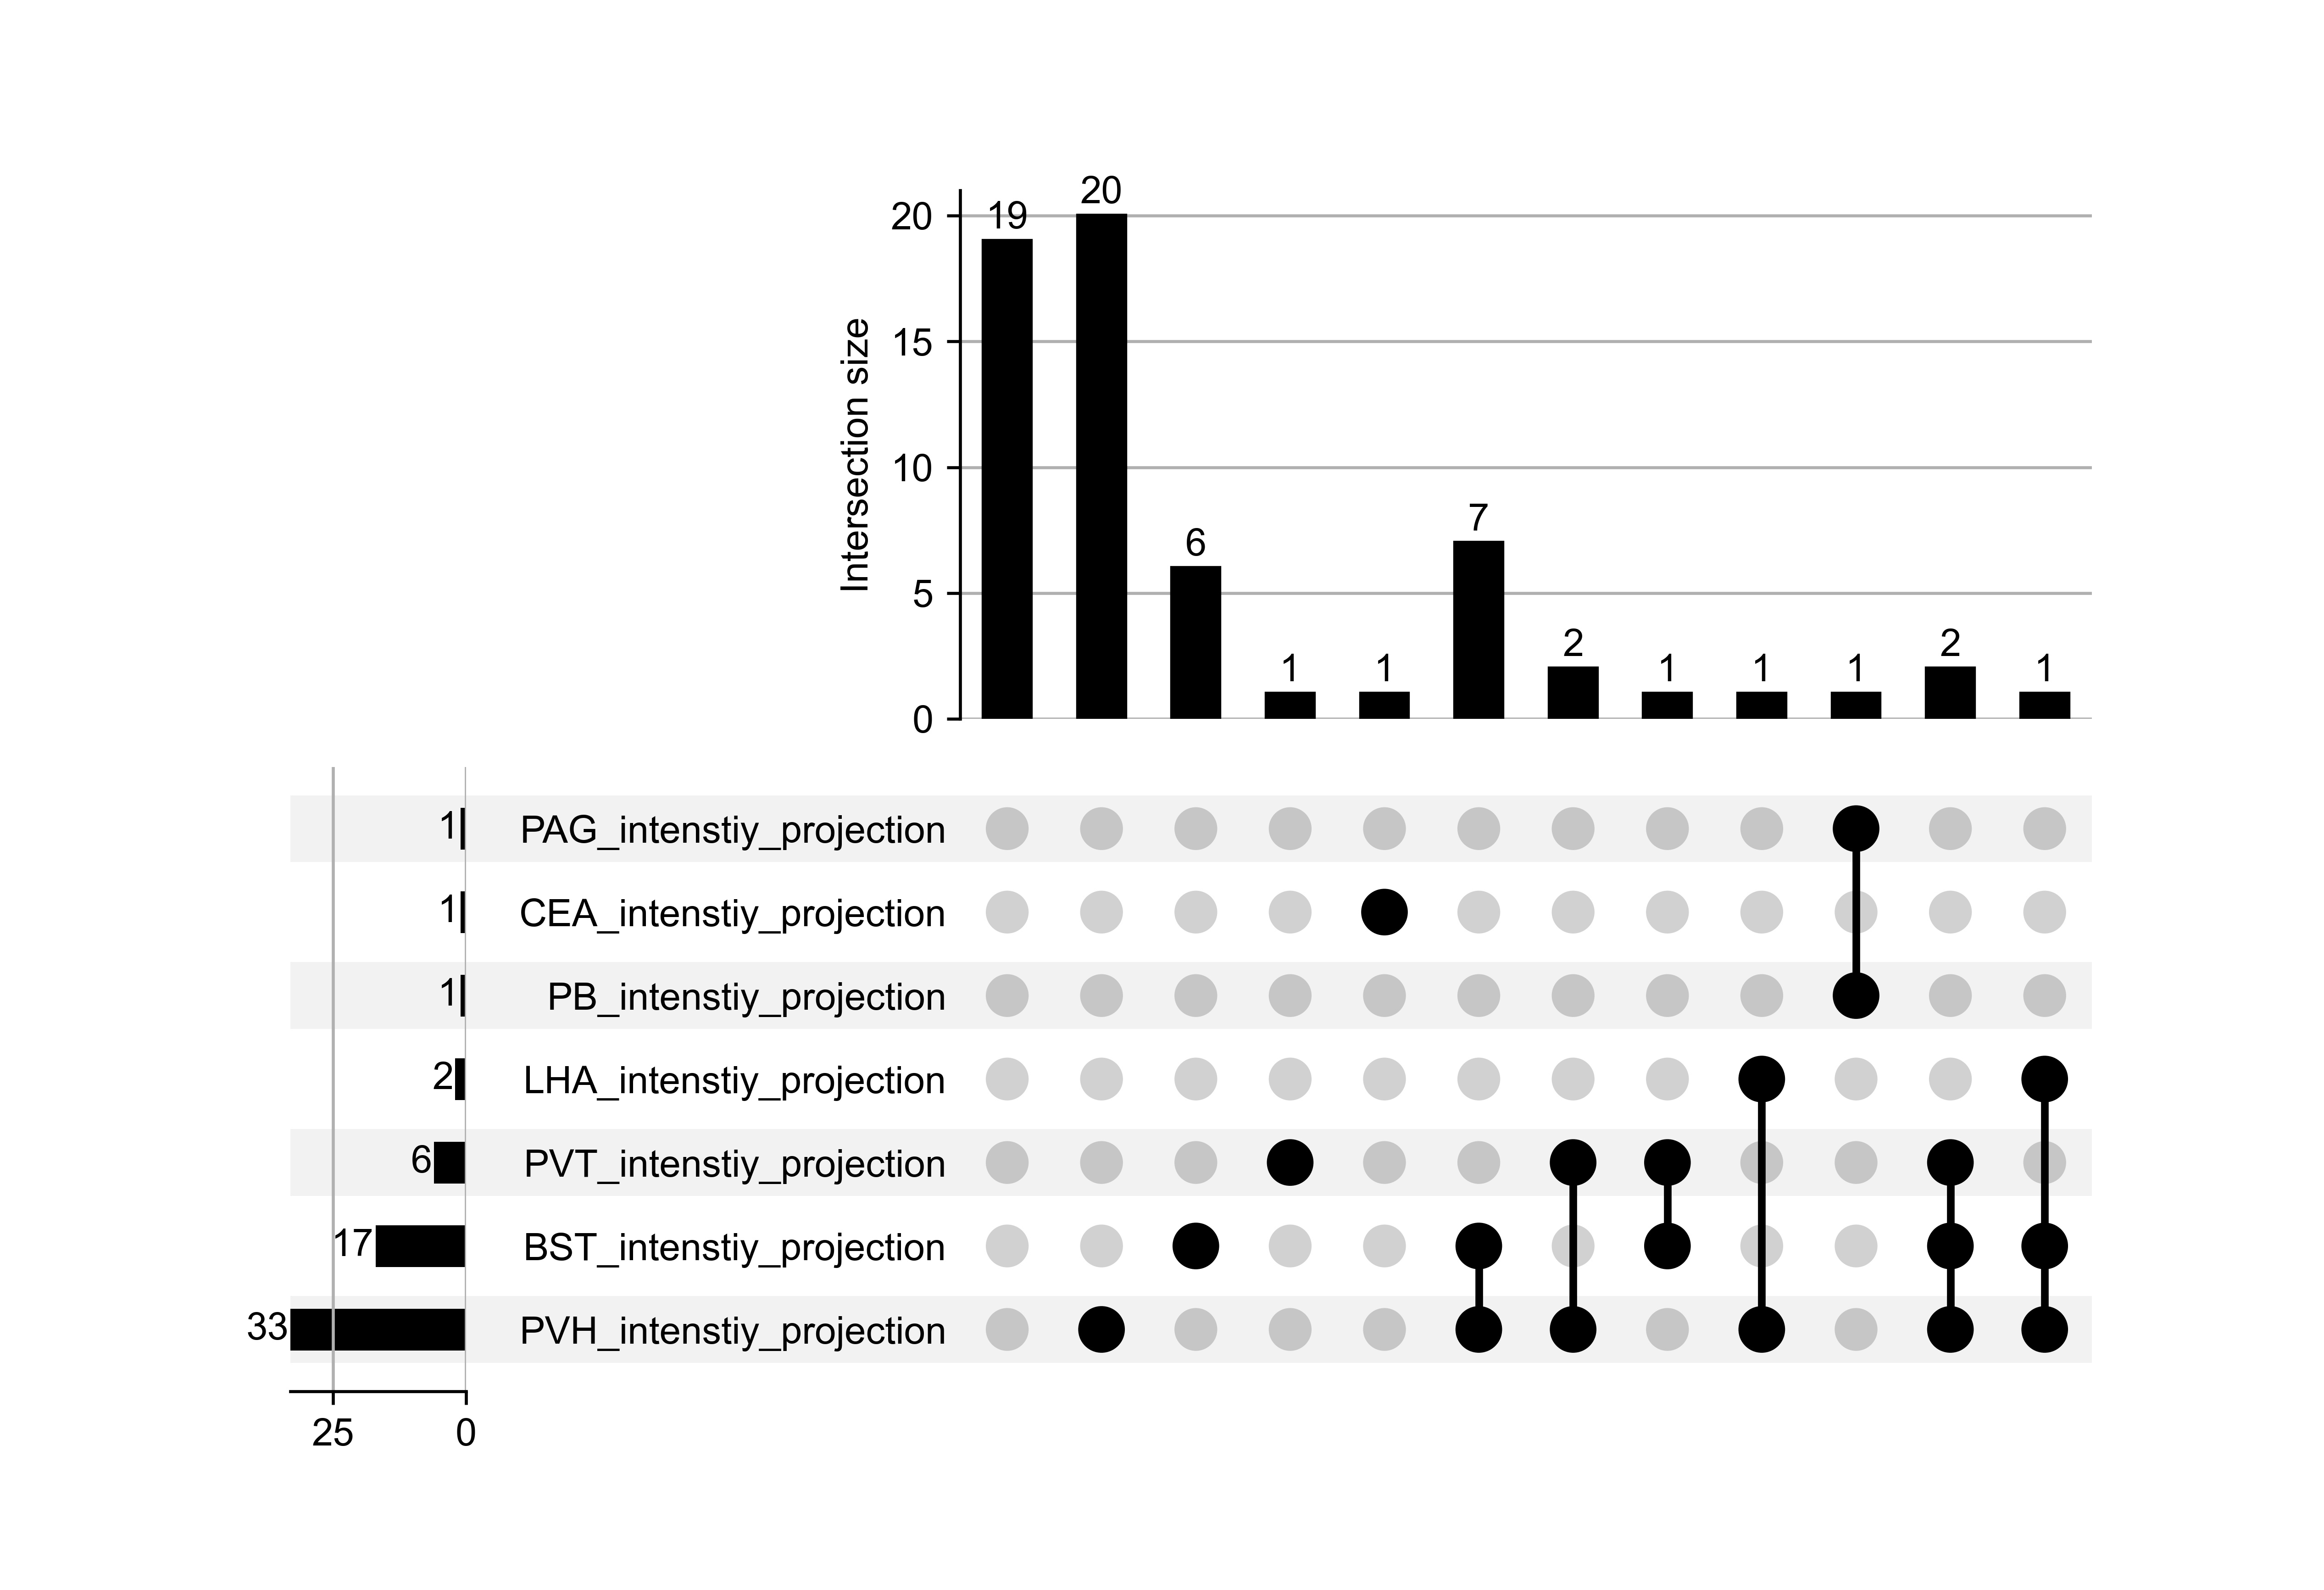 20
19
20
15
10
5
0
Intersection size
6
1
1
7
2
1
1
1
2
1
1 PAG_intenstiy_projection
1 CEA_intenstiy_projection
1 PB_intenstiy_projection
2 LHA_intenstiy_projection
6 PVT_intenstiy_projection
17 BST_intenstiy_projection
33 PVH_intenstiy_projection
25 0